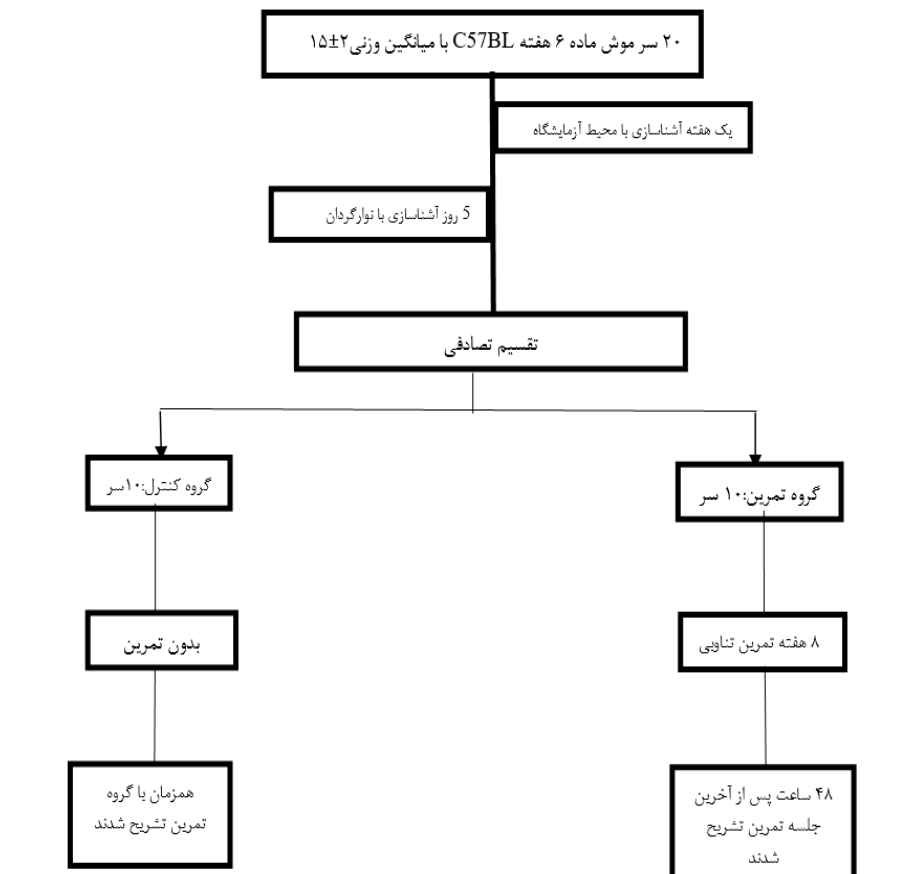 ۲۰ سر موش ماده ۶ هفته C57BL با میانگین وزنی۲±۱۵
یک هفته آشناسازی با محیط آزمایشگاه
5 روز آشناسازی با نوارگردان
تقسیم تصادفی
گروه تمرین:۱۰ سر
گروه کنترل:۱۰سر
۸ هفته تمرین تناوبی
بدون تمرین
۴۸ ساعت پس از آخرین
جلسه تمرین تشریح
شدند
همزمان با گروه
تمرین تشریح شدند